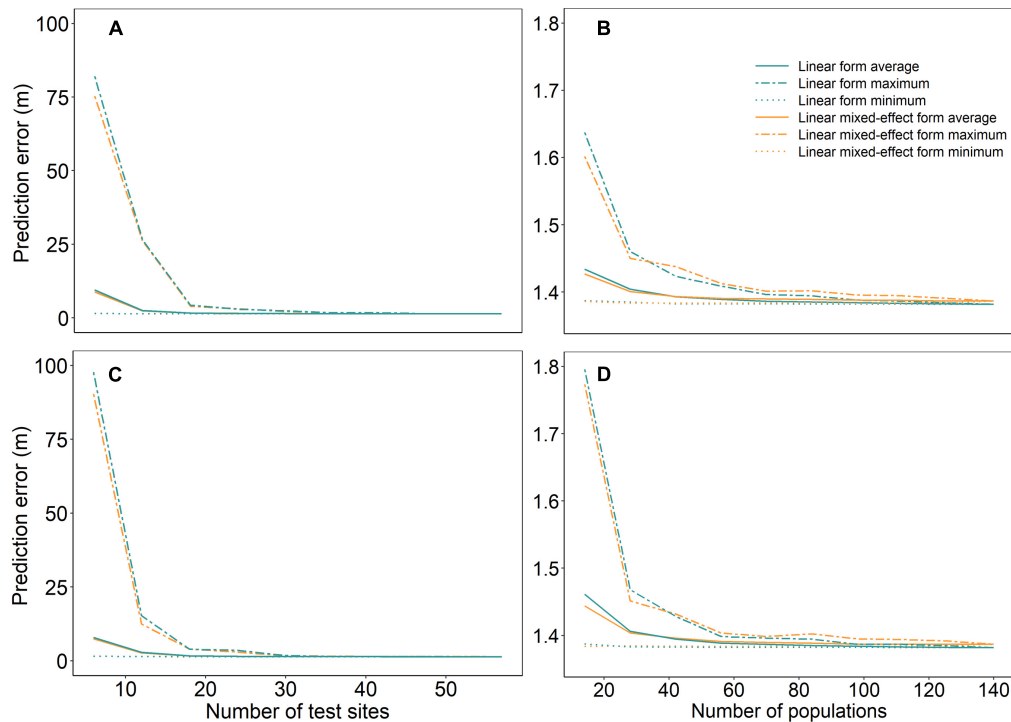 A
100
75
50
25
0
Prediction error (m)
B
1.8
1.7
1.6
1.5
1.4
Linear form average
Linear form maximum
Linear form minimum
Linear mixed-effect form average
Linear mixed-effect form maximum
Linear mixed-effect form minimum
C
100
75
50
25
0
Prediction error (m)
10 20 30 40 50
Number of test sites
D
1.8
1.7
1.6
1.5
1.4
20 40 60 80 100 120 140
Number of populations